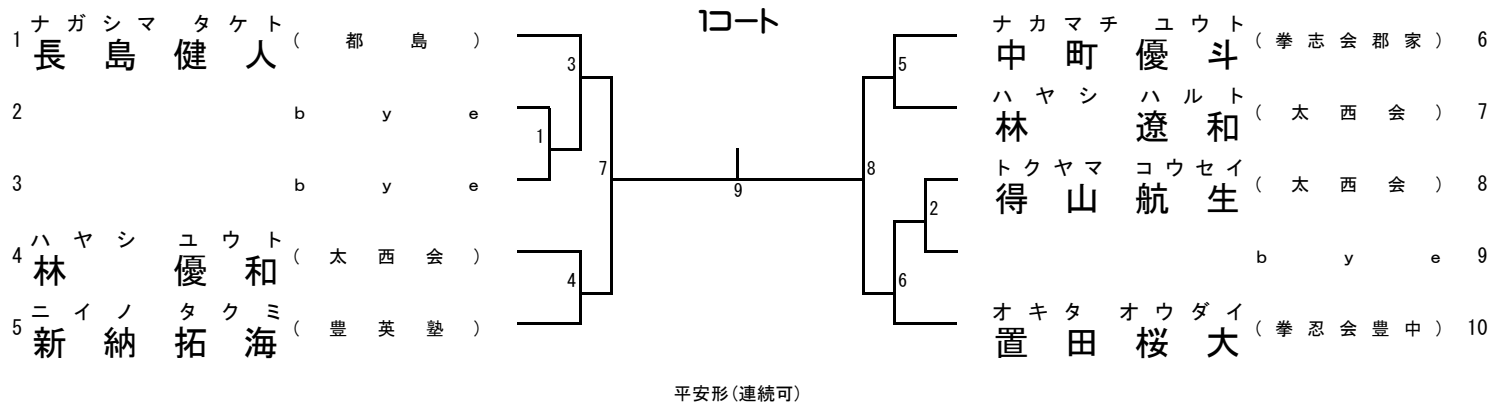 1コート
ナガシマ タケト
1 長島健人 (都島)
2 bye
3 bye
ハヤシ ユウト
4 林 優和 (太西会)
ニイノ タクミ
5 新納拓海 (豊英塾)
3
1
7
4
9
5
8
2
6
ナカマチ ユウト
中町優斗 (拳志会郡家) 6
ハヤシ ハルト
林 遼和 (太西会) 7
トクヤマ コウセイ
得山航生 (太西会) 8
bye 9
オキタ オウダイ
置田桜大 (拳忍会豊中) 10
平安形(連続可)